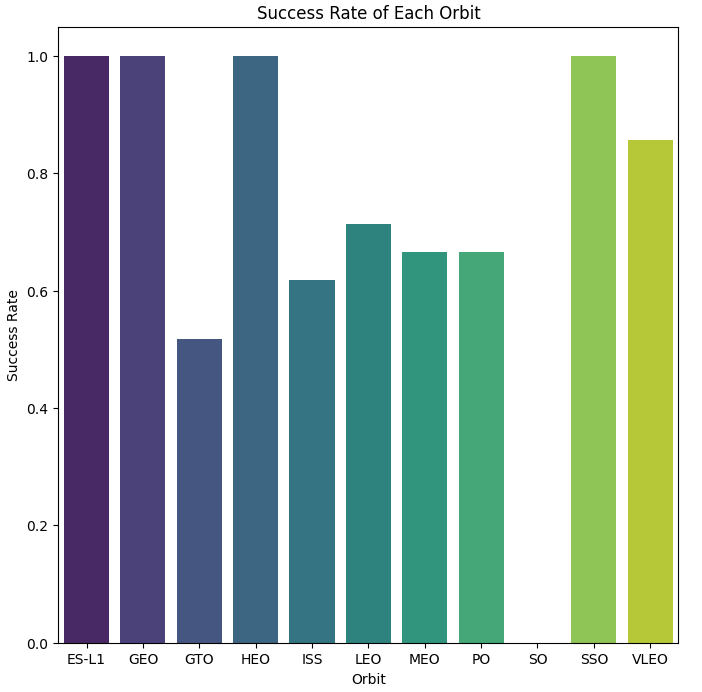 Success Rate of Each Orbit
1.0
0.8
0.6
0.4
0.2
0.0
Success Rate
ES-L1 GEO GTO HEO ISS LEO MEO PO SO SSO VLEO
Orbit